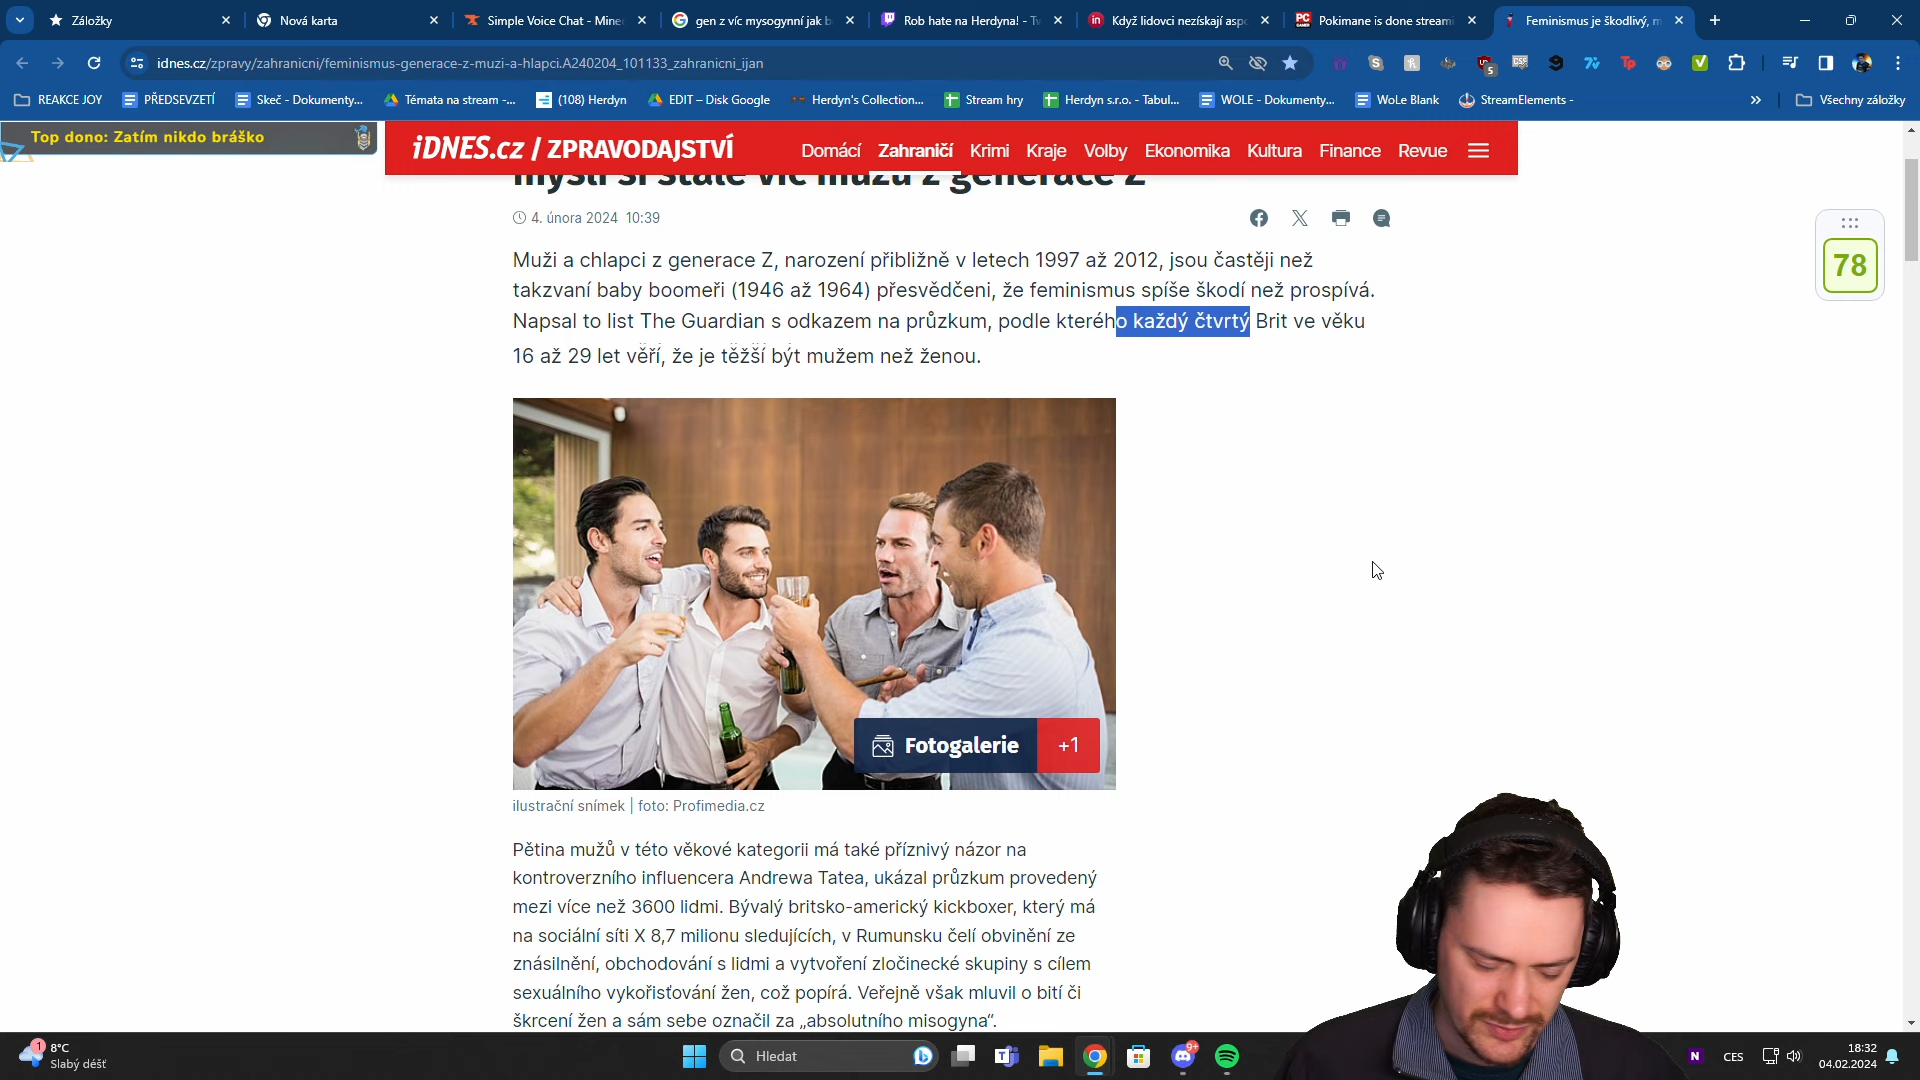 Záložky
Nová karta
Simple Voice Chat - Mine
gen z víc mysogynní jak b
Rob hate na Herdyna! - Tw
Když lidovci nezískají aspo
Pokimane is done streami
Feminismus je škodlivý, m
idnes.cz/zpravy/zahranicni/feminismus-generace-z-muzi-a-hlapci.A240204_101133_zahranicni_ijan
REAKCE JOY
PŘEDSEVZETÍ
Skeč - Dokumenty...
Témata na stream -...
(108) Herdyn
EDIT – Disk Google
Herdyn's Collection...
Stream hry
Herdyn s.r.o. - Tabul...
WOLE - Dokumenty...
WoLe Blank
StreamElements -
Všechny záložky
Top dono: Zatím nikdo bráško
iDNES.cz / ZPRAVODAJSTVÍ
Domácí Zahraničí Krimi Kraje Volby Ekonomika Kultura Finance Revue
myslí si stále víc mužů z generace Z
4. února 2024 10:39
Muži a chlapci z generace Z, narození přibližně v letech 1997 až 2012, jsou častěji než
takzvaní baby boomeři (1946 až 1964) přesvědčeni, že feminismus spíše škodí než prospívá.
Napsal to list The Guardian s odkazem na průzkum, podle kterého každý čtvrtý Brit ve věku
16 až 29 let věří, že je těžší být mužem než ženou.
78
Fotogalerie +1
ilustrační snímek | foto: Profimedia.cz
Pětina mužů v této věkové kategorii má také příznivý názor na
kontroverzního influencera Andrewa Tatea, ukázal průzkum provedený
mezi více než 3600 lidmi. Bývalý britsko-americký kickboxer, který má
na sociální síti X 8,7 milionu sledujících, v Rumunsku čelí obvinění ze
znásilnění, obchodování s lidmi a vytvoření zločinecké skupiny s cílem
sexuálního vykořisťování žen, což popírá. Veřejně však mluvil o bití či
škrcení žen a sám sebe označil za „absolutního misogyna“.
1
8°C
Slabý déšť
Hledat
9+
N
CES
18:32
04.02.2024